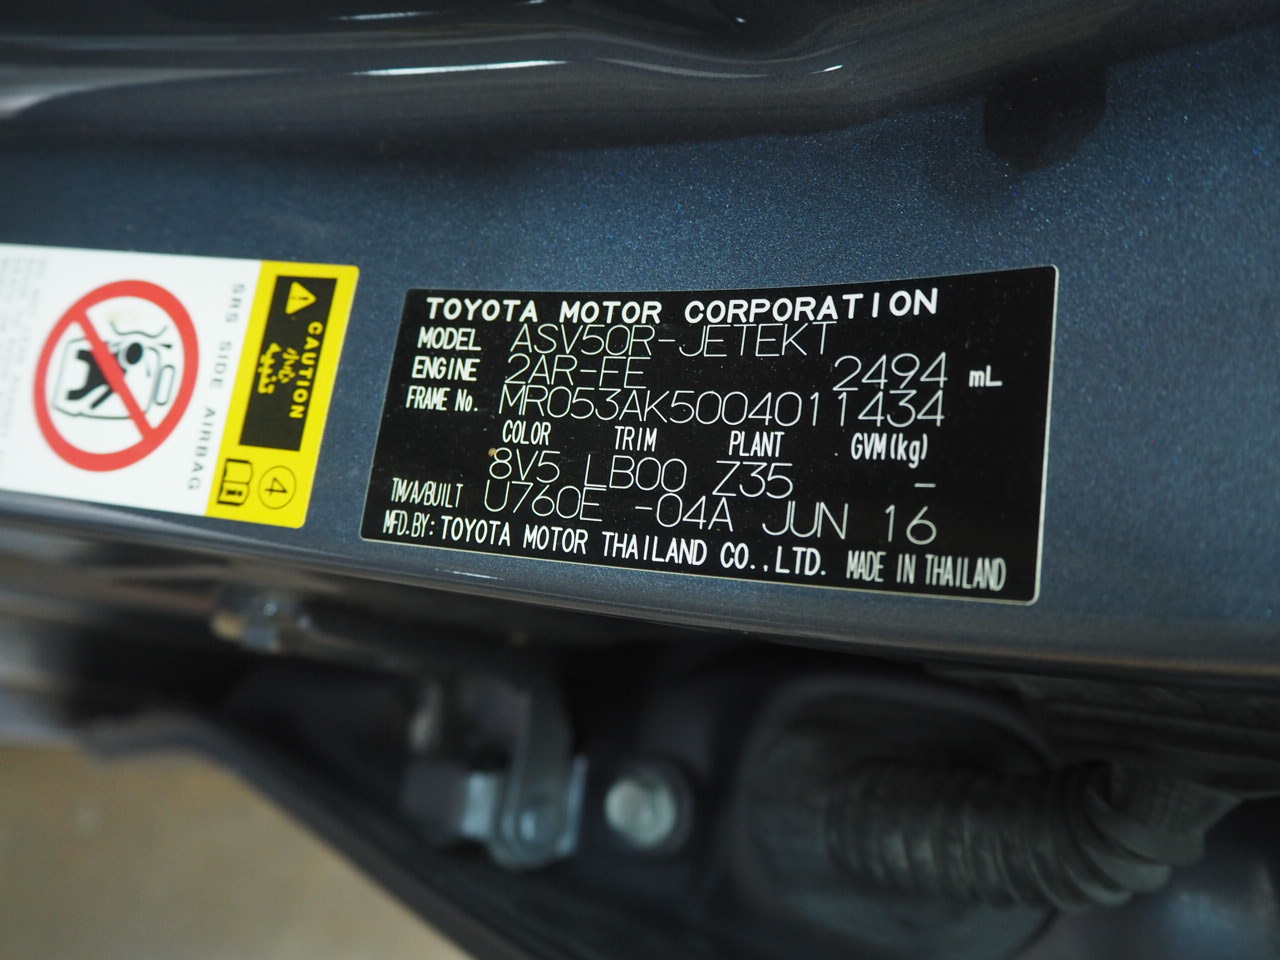 TOYOTA MOTOR CORPORATION
MODEL ASV50R-JETEKT
ENGINE 2AR-FE 2494 mL
FRAME No. MR053AK5004011434
COLOR TRIM PLANT GVM(kg)
8V5 LB00 Z35 -
TM/A/BUILT U760E -04A JUN 16
MFD.BY: TOYOTA MOTOR THAILAND CO.,LTD. MADE IN THAILAND
SRS SIDE AIRBAG
CAUTION
4